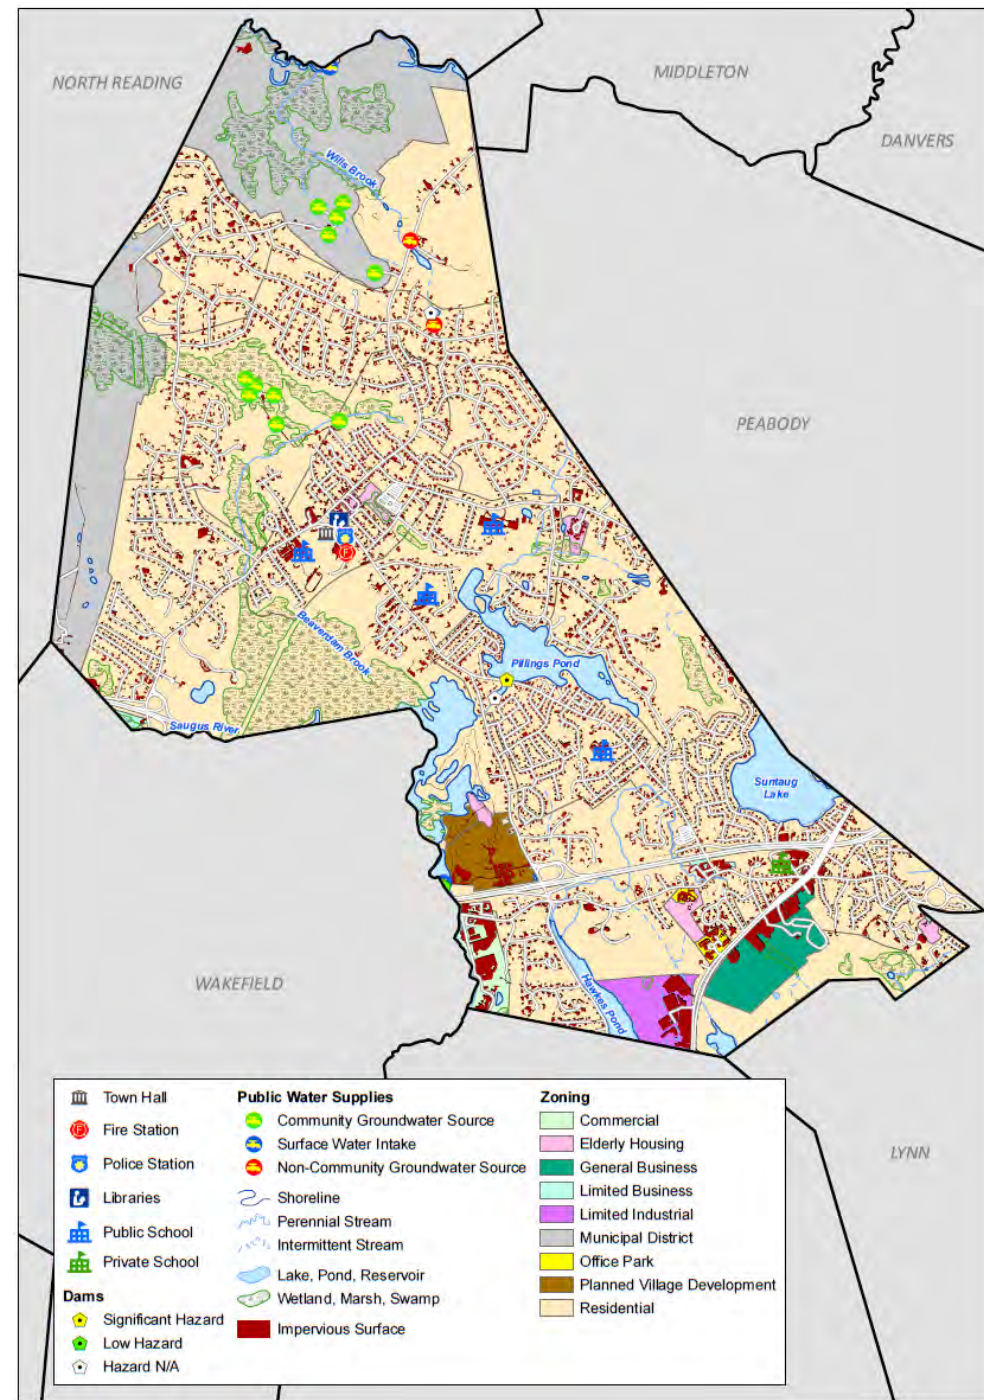 NORTH READING
MIDDLETON
DANVERS
Wills Brook
PEABODY
Beaverdam Brook
Pillings Pond
Saugus River
Suntaug
Lake
WAKEFIELD
Hawkes Pond
LYNN
Town Hall
Fire Station
Police Station
Libraries
Public School
Private School
Dams
Significant Hazard
Low Hazard
Hazard N/A
Public Water Supplies
Community Groundwater Source
Surface Water Intake
Non-Community Groundwater Source
Shoreline
Perennial Stream
Intermittent Stream
Lake, Pond, Reservoir
Wetland, Marsh, Swamp
Impervious Surface
Zoning
Commercial
Elderly Housing
General Business
Limited Business
Limited Industrial
Municipal District
Office Park
Planned Village Development
Residential